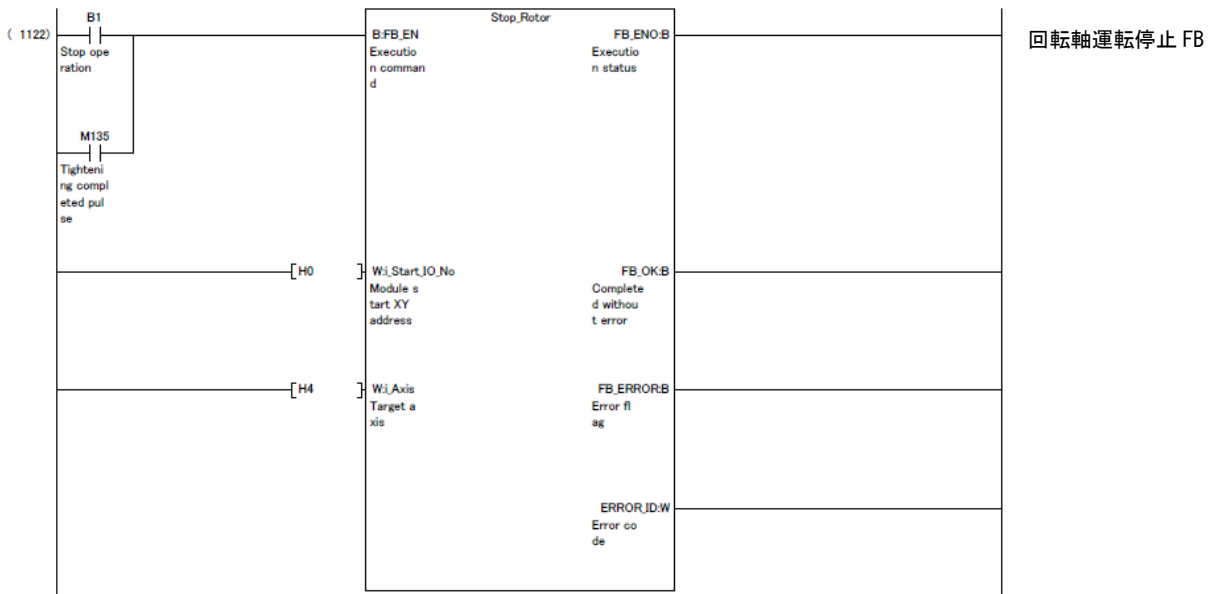 B1
Stop_Rotor
( 1122)
B:FB_EN
FB_ENO:B
回転軸運転停止 FB
Stop ope
ration
Executio
n comman
d
Executio
n status
M135
Tighteni
ng compl
eted pul
se
H0
W:i_Start_IO_No
FB_OK:B
Module s
tart XY
address
Complete
d withou
t error
H4
W:i_Axis
FB_ERROR:B
Target a
xis
Error fl
ag
ERROR_ID:W
Error co
de